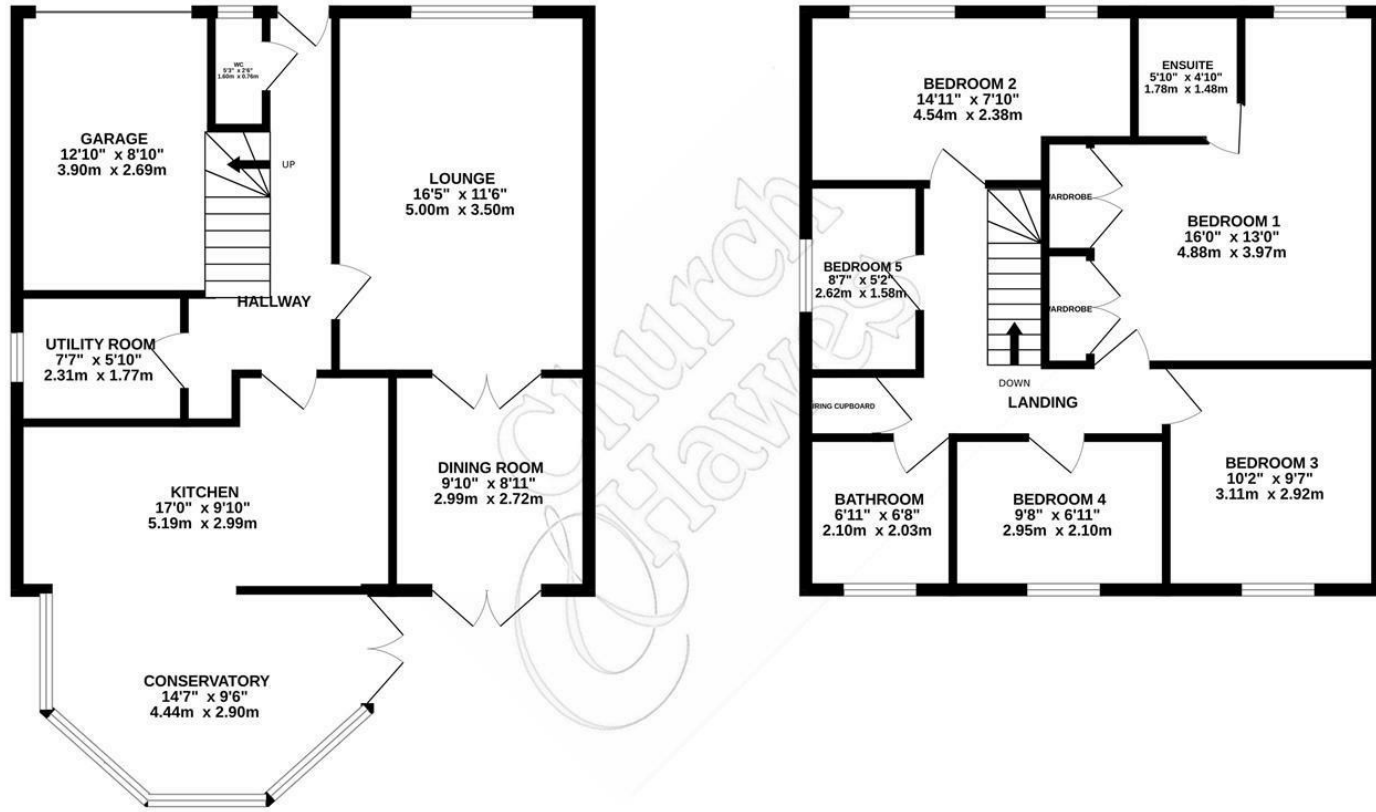 WC
5'3" x 2'6"
1.60m x 0.76m
GARAGE
12'10" x 8'10"
3.90m x 2.69m
UP
LOUNGE
16'5" x 11'6"
5.00m x 3.50m
HALLWAY
UTILITY ROOM
7'7" x 5'10"
2.31m x 1.77m
KITCHEN
17'0" x 9'10"
5.19m x 2.99m
DINING ROOM
9'10" x 8'11"
2.99m x 2.72m
CONSERVATORY
14'7" x 9'6"
4.44m x 2.90m
Church
Hawes
BEDROOM 2
14'11" x 7'10"
4.54m x 2.38m
ENSUITE
5'10" x 4'10"
1.78m x 1.48m
WARDROBE
BEDROOM 1
16'0" x 13'0"
4.88m x 3.97m
BEDROOM 5
8'7" x 5'2"
2.62m x 1.58m
WARDROBE
DOWN
LANDING
AIRING CUPBOARD
BATHROOM
6'11" x 6'8"
2.10m x 2.03m
BEDROOM 4
9'8" x 6'11"
2.95m x 2.10m
BEDROOM 3
10'2" x 9'7"
3.11m x 2.92m